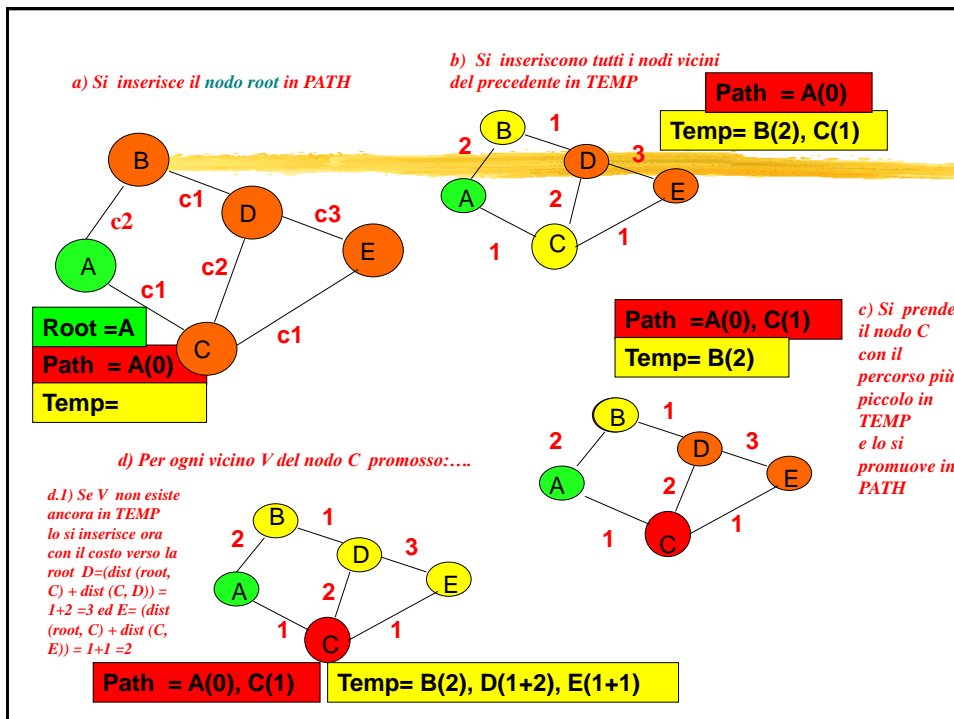 a) Si inserisce il nodo root in PATH
B
c1
c2
D
c3
A
c2
E
c1
c1
C
Root =A
Path = A(0)
Temp=
b) Si inseriscono tutti i nodi vicini
del precedente in TEMP
Path = A(0)
Temp= B(2), C(1)
B
1
2
D
3
A
2
E
1
C
1
Path =A(0), C(1)
Temp= B(2)
c) Si prende
il nodo C
con il
percorso più
piccolo in
TEMP
e lo si
promuove in
PATH
B
1
2
D
3
A
2
E
1
C
1
d) Per ogni vicino V del nodo C promosso:….
d.1) Se V non esiste
ancora in TEMP
lo si inserisce ora
con il costo verso la
root D=(dist (root,
C) + dist (C, D)) =
1+2 =3 ed E= (dist
(root, C) + dist (C,
E)) = 1+1 =2
B
1
2
D
3
A
2
E
1
C
1
Path = A(0), C(1)
Temp= B(2), D(1+2), E(1+1)